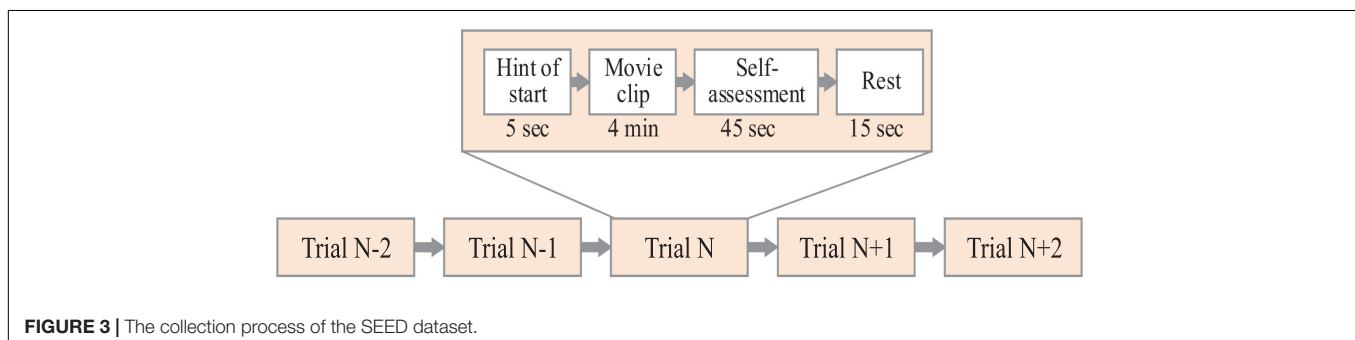 Hint of start
Movie clip
Self-assessment
Rest
5 sec
4 min
45 sec
15 sec
Trial N-2
Trial N-1
Trial N
Trial N+1
Trial N+2
FIGURE 3 | The collection process of the SEED dataset.